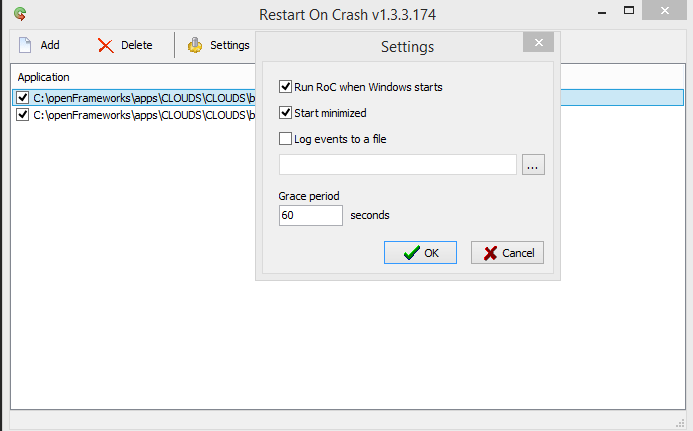 Restart On Crash v1.3.3.174
Add Delete Settings
Settings
Application
C:\openFrameworks\apps\CLOUDS\CLOUDS\b
C:\openFrameworks\apps\CLOUDS\CLOUDS\b
Run RoC when Windows starts
Start minimized
Log events to a file
...
Grace period
60 seconds
OK Cancel